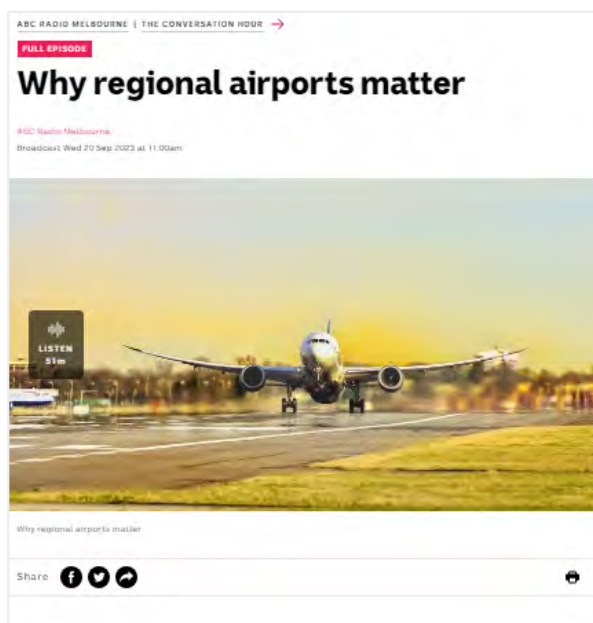 ABC RADIO MELBOURNE | THE CONVERSATION HOUR →
FULL EPISODE
Why regional airports matter
ABC Radio Melbourne
Broadcast Wed 20 Sep 2023 at 11:00am
LISTEN
51m
Why regional airports matter
Share